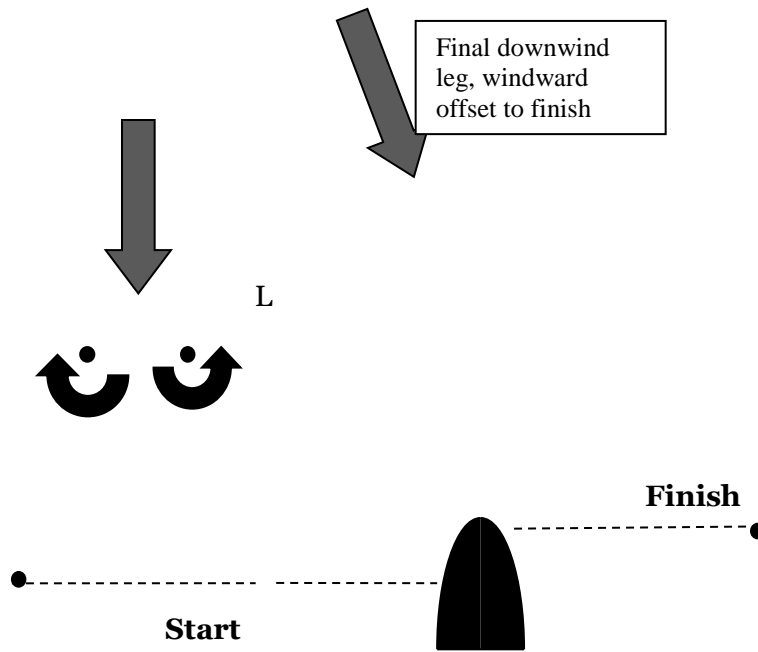 Final downwind
leg, windward
offset to finish
L
Finish
Start